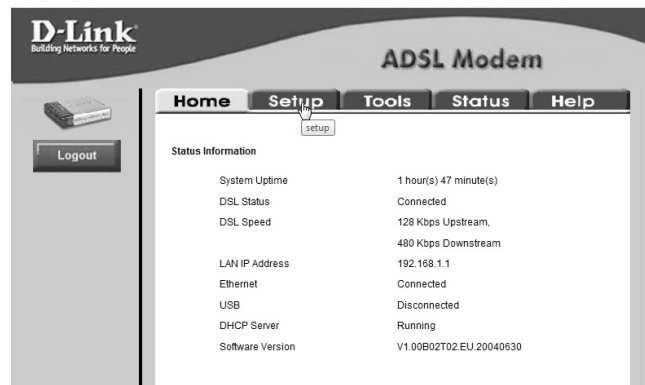 D-Link
Building Networks for People
ADSL Modem
Home Setup Tools Status Help
setup
Logout
Status Information
System Uptime 1 hour(s) 47 minute(s)
DSL Status Connected
DSL Speed 128 Kbps Upstream,
480 Kbps Downstream
LAN IP Address 192.168.1.1
Ethernet Connected
USB Disconnected
DHCP Server Running
Software Version V1.00B02T02.EU.20040630